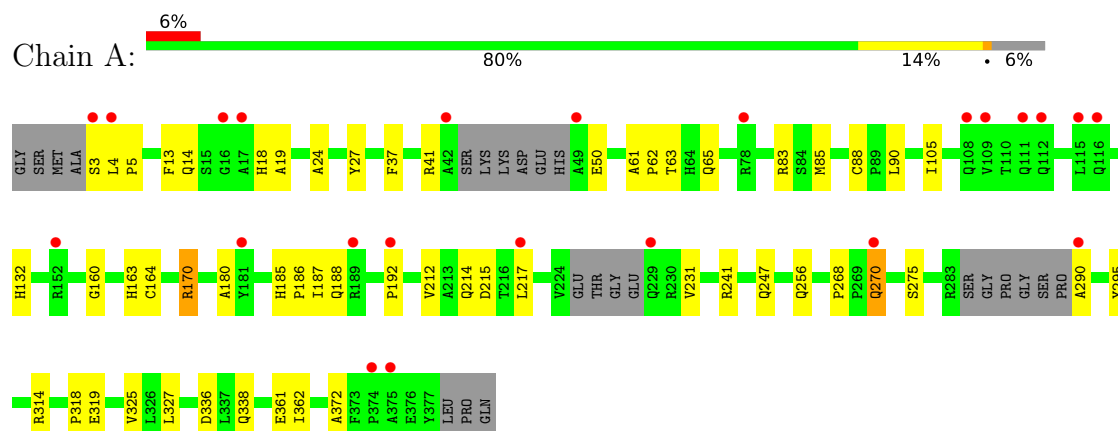 6%
Chain A:
80% 14% • 6%
GLY SER MET ALA S3 L4 P5 F13 Q14 S15 G16 A17 H18 A19 A24 Y27 F37 R41 A42 SER LYS LYS ASP GLU HIS A49 E50 A61 P62 T63 H64 Q65 R78 R83 S84 M85 C88 P89 L90 I105 Q108 V109 T110 Q111 Q112 L115 Q116
H132 R152 G160 H163 C164 R170 A180 Y181 H185 P186 I187 Q188 R189 P192 V212 A213 Q214 D215 T216 L217 V224 GLU THR GLY GLU Q229 R230 V231 R241 Q247 Q256 P268 P269 Q270 S275 R283 SER GLY PRO GLY SER PRO A290
R314 P318 E319 V325 L326 L327 D336 L337 Q338 E361 I362 A372 F373 P374 A375 E376 Y377 LEU PRO GLN